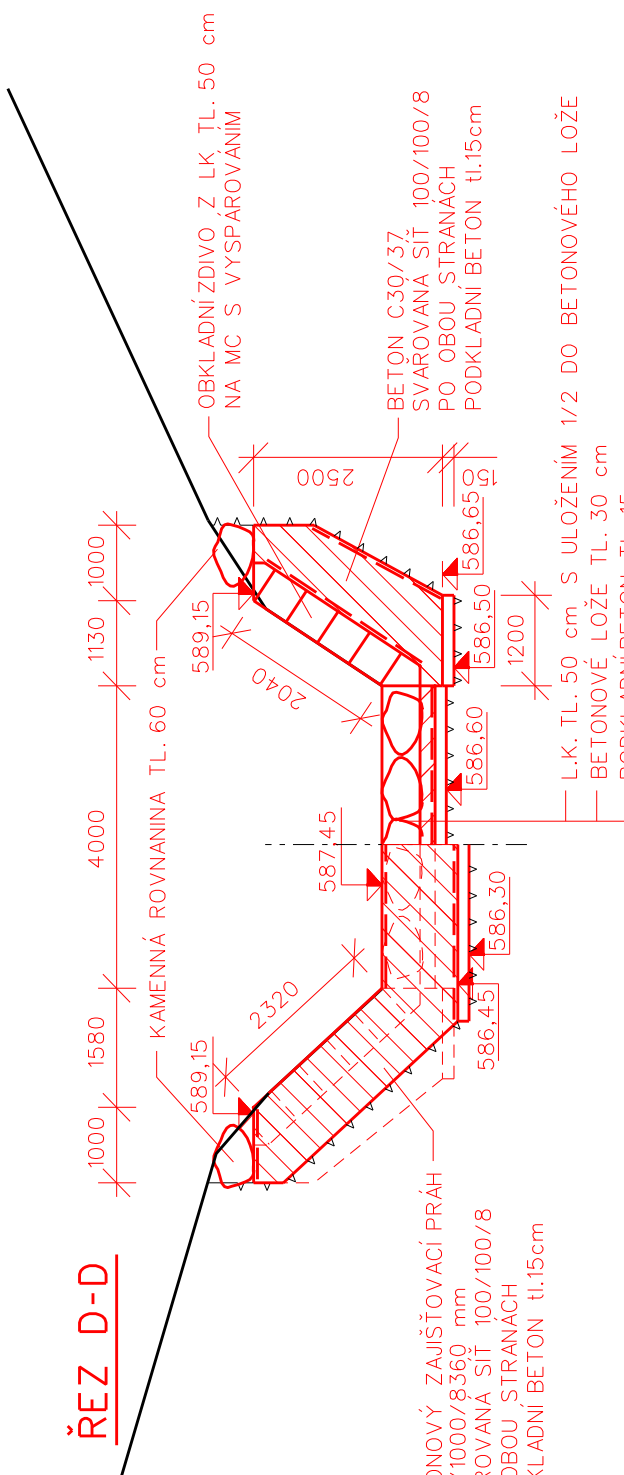 ŘEZ D-D
1000
1580
4000
1130
1000
KAMENNÁ ROVNANINA TL. 60 cm
OBKLADNÍ ZDIVO Z LK TL. 50 cm
NA MC S VYSPÁROVÁNÍM
589,15
2320
587,45
2040
589,15
2500
150
BETON C30/37
SVAŘOVANÁ SÍŤ 100/100/8
PO OBOU STRANÁCH
PODKLADNÍ BETON tl.15cm
586,45
586,30
586,60
586,50
586,65
1200
ONOVÝ ZAJIŠŤOVACÍ PRÁH
1000/8360 mm
ROVANÁ SÍŤ 100/100/8
OBOU STRANÁCH
KLADNÍ BETON tl.15cm
L.K. TL. 50 cm S ULOŽENÍM 1/2 DO BETONOVÉHO LOŽE
BETONOVÉ LOŽE TL. 30 cm